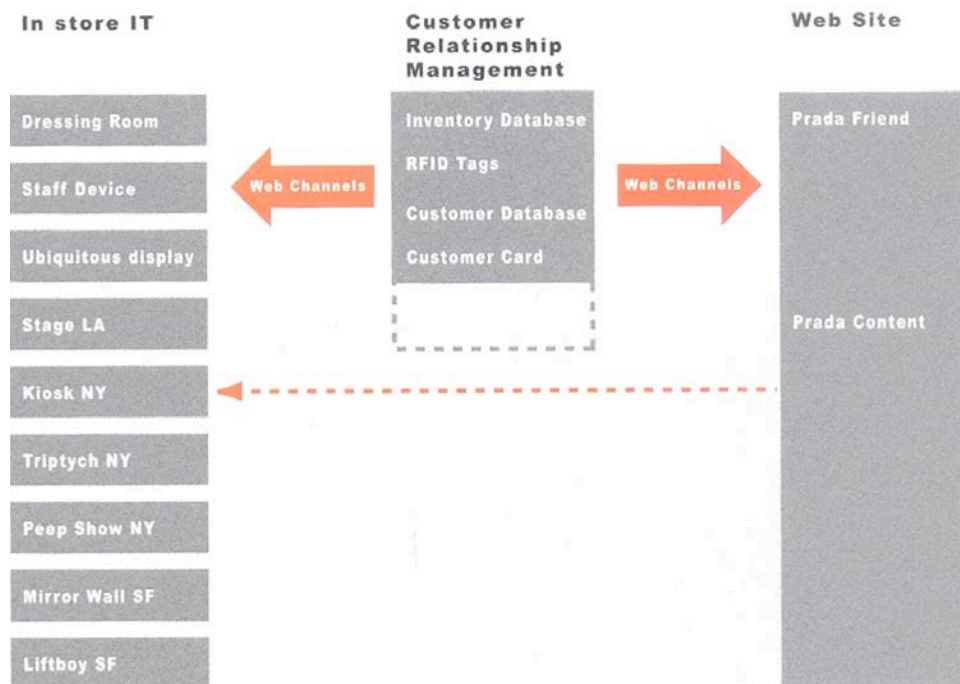 In store IT
Dressing Room
Staff Device
Ubiquitous display
Stage LA
Kiosk NY
Triptych NY
Peep Show NY
Mirror Wall SF
Liftboy SF
Web Channels
Customer
Relationship
Management
Inventory Database
RFID Tags
Customer Database
Customer Card
Web Channels
Web Site
Prada Friend
Prada Content